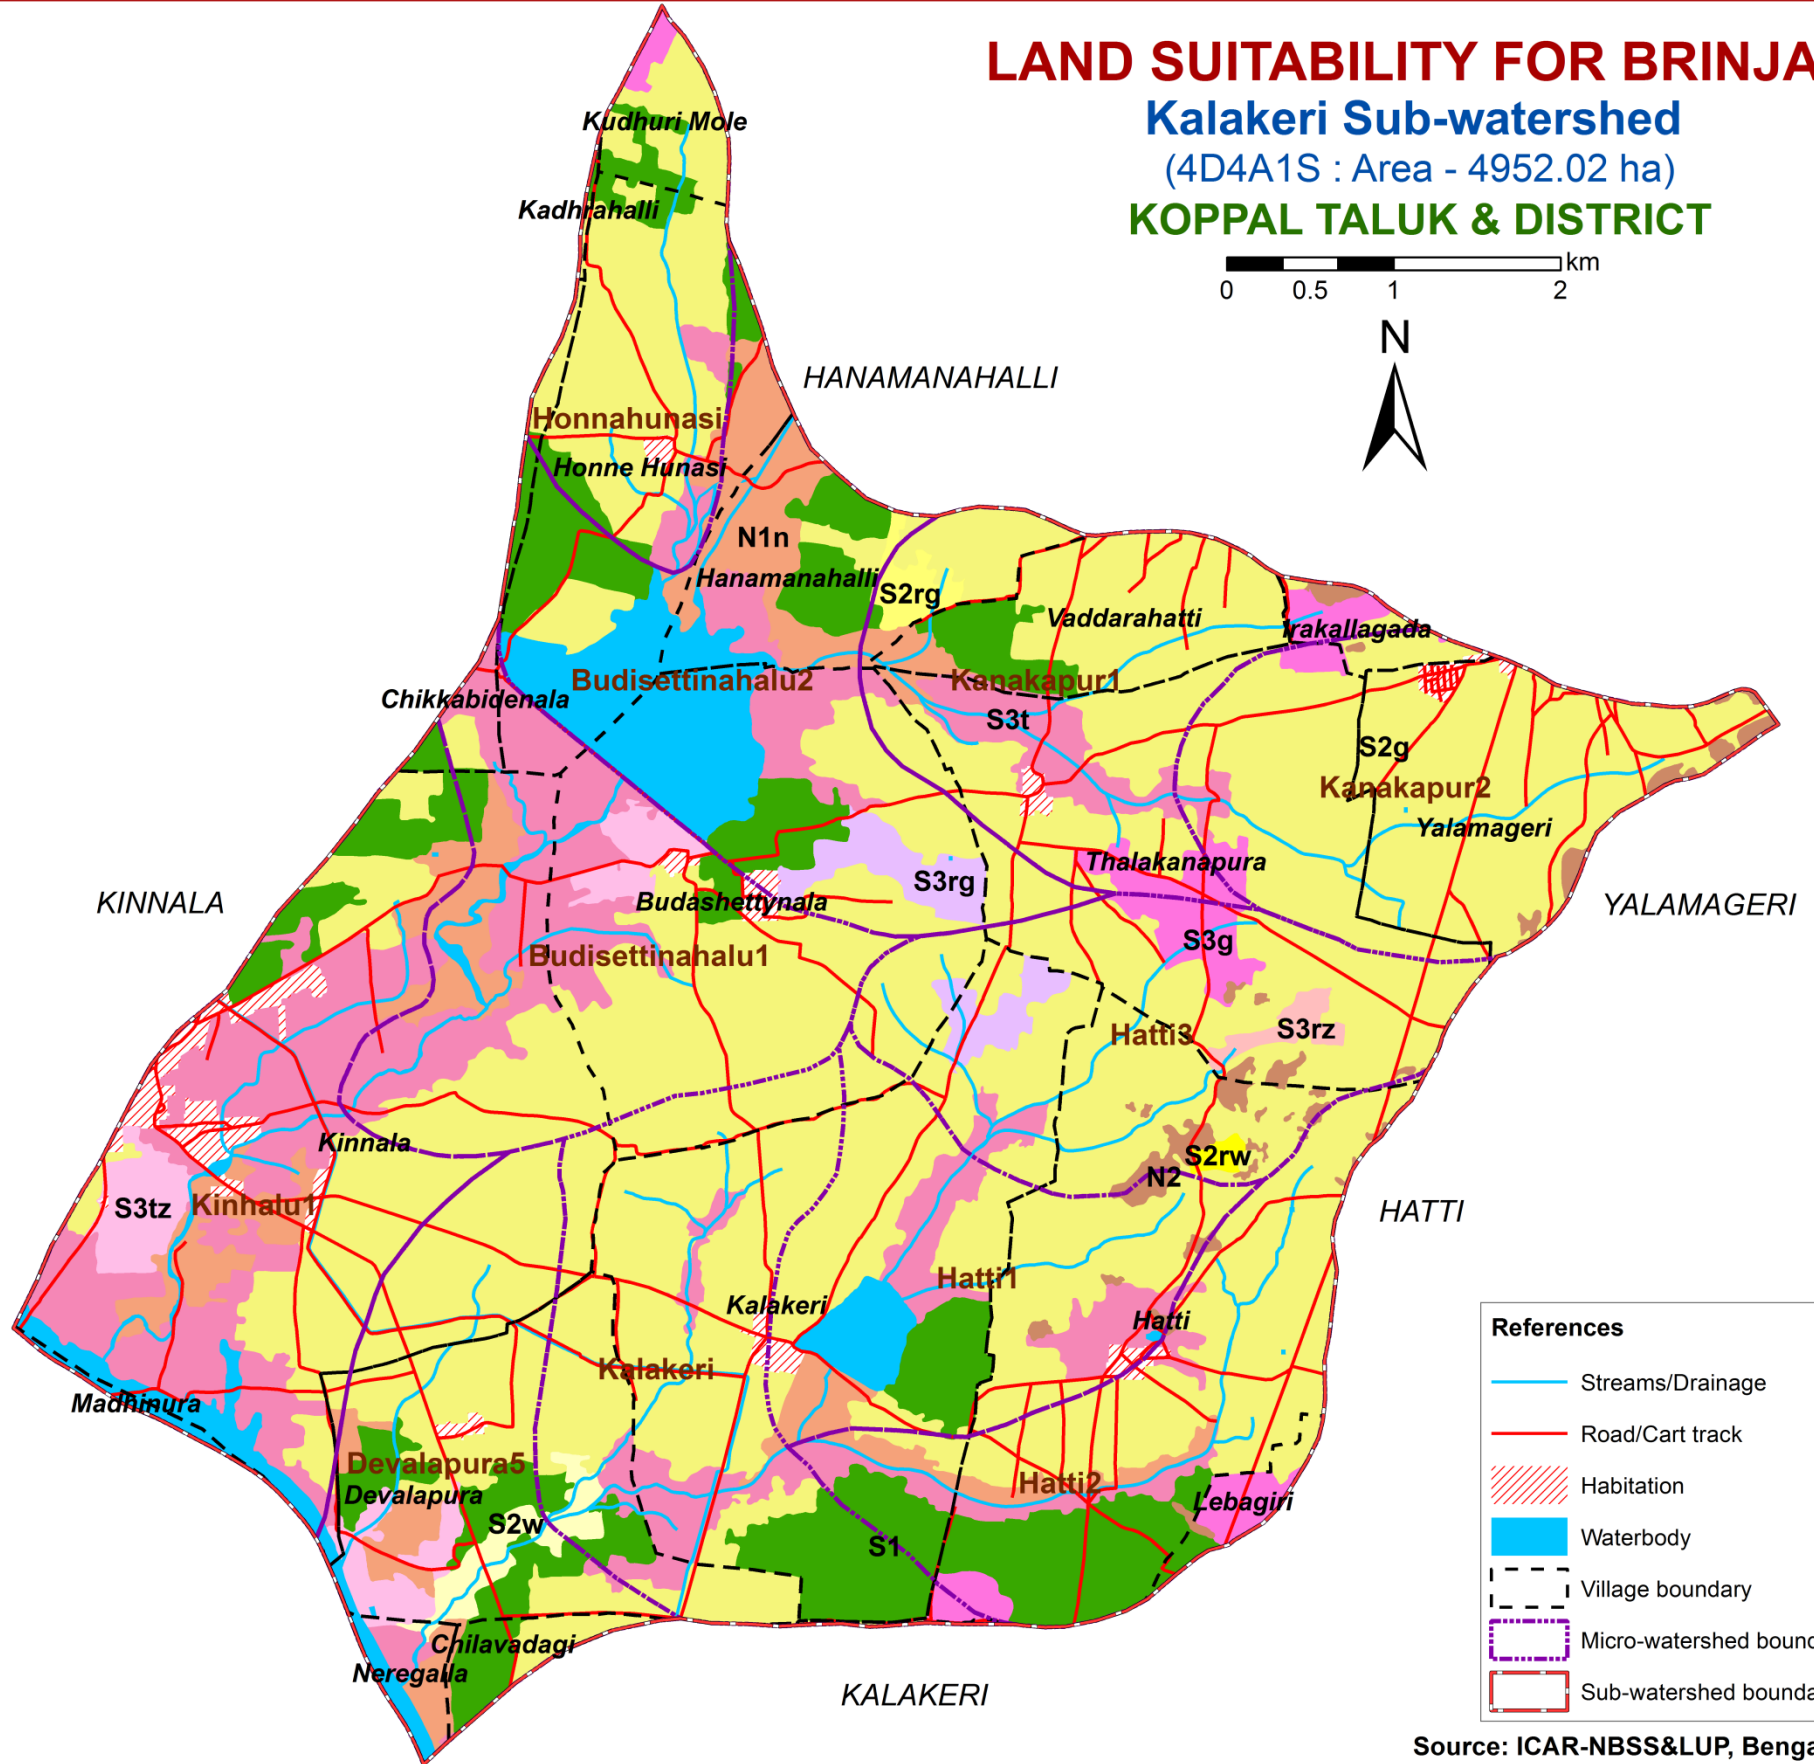 LAND SUITABILITY FOR BRINJA
Kalakeri Sub-watershed
(4D4A1S : Area - 4952.02 ha)
KOPPAL TALUK & DISTRICT
km
0 0.5 1 2
N
Kudhuri Mole
Kadhrahalli
HANAMANAHALLI
Honnahunasi
Honne Hunasi
N1n
Hanamanahalli
S2rg
Vaddarahatti
Irakallagada
Budisettinahalu2
Kanakapur1
Chikkabidenala
S3t
S2g
Kanakapur2
Yalamageri
Thalakanapura
KINNALA
S3rg
Budashettynala
YALAMAGERI
S3g
Budisettinahalu1
Hatti3
S3rz
Kinnala
S2rw
N2
S3tz
Kinhalu1
HATTI
Hatti1
Kalakeri
Hatti
Kalakeri
Madhinura
Devalapura5
Devalapura
Hatti2
Lebagiri
S2w
S1
Chilavadagi
Neregalla
KALAKERI
References
Streams/Drainage
Road/Cart track
Habitation
Waterbody
Village boundary
Micro-watershed bound
Sub-watershed bounda
Source: ICAR-NBSS&LUP, Benga